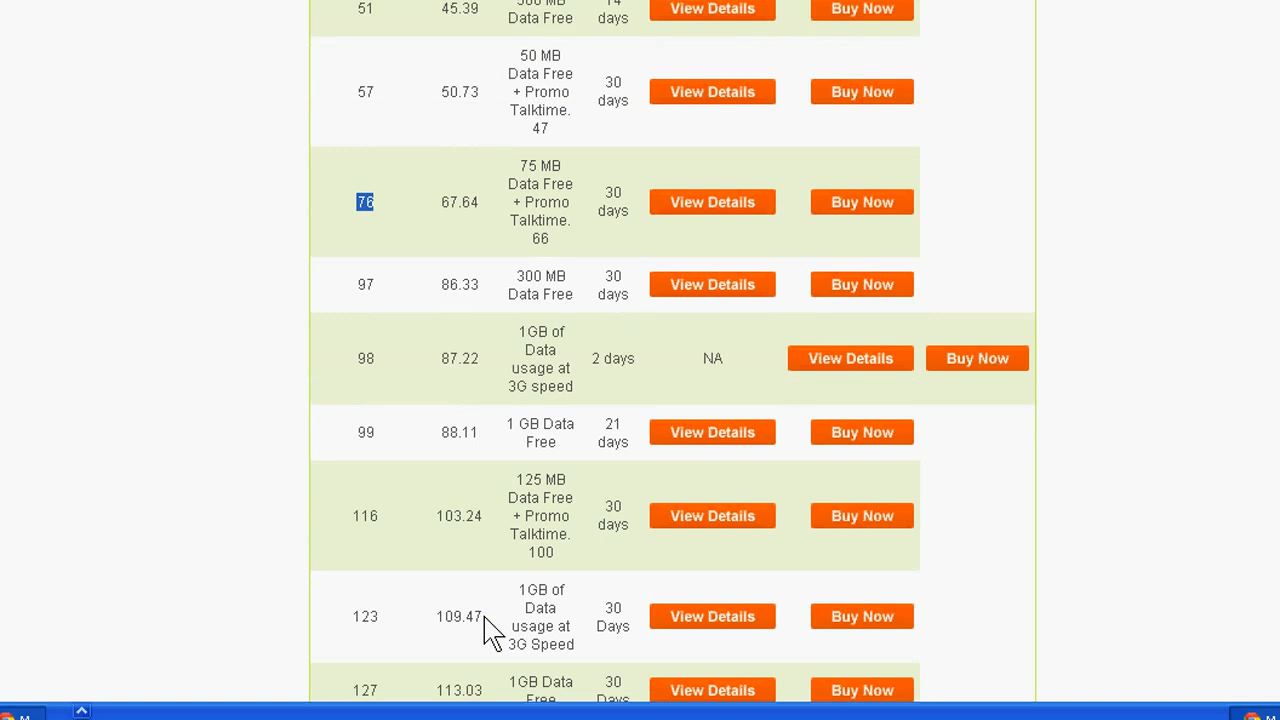 51 45.39 500 MB Data Free 14 days View Details Buy Now
57 50.73 50 MB Data Free + Promo Talktime. 47 30 days View Details Buy Now
76 67.64 75 MB Data Free + Promo Talktime. 66 30 days View Details Buy Now
97 86.33 300 MB Data Free 30 days View Details Buy Now
98 87.22 1GB of Data usage at 3G speed 2 days NA View Details Buy Now
99 88.11 1 GB Data Free 21 days View Details Buy Now
116 103.24 125 MB Data Free + Promo Talktime. 100 30 days View Details Buy Now
123 109.47 1GB of Data usage at 3G Speed 30 Days View Details Buy Now
127 113.03 1GB Data Free 30 Days View Details Buy Now